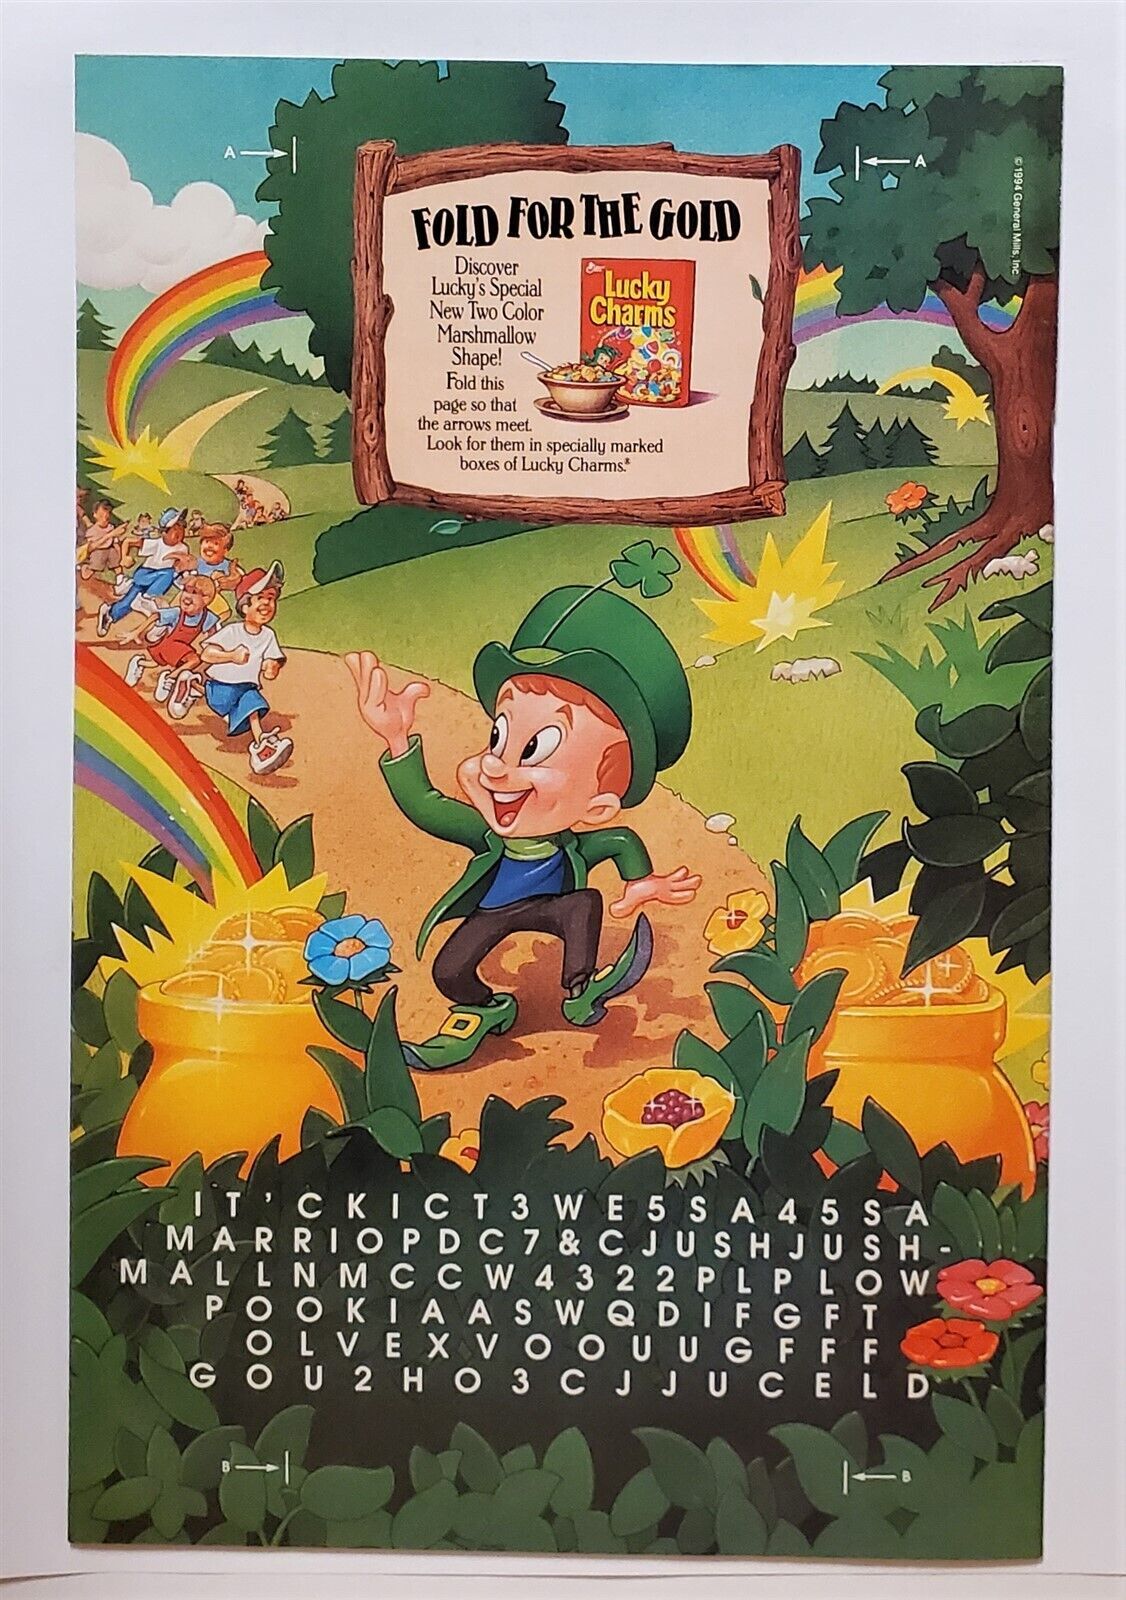 A
A
© 1994 General Mills, Inc.
FOLD FOR THE GOLD
Discover
Lucky's Special
New Two Color
Marshmallow
Shape!
Fold this
page so that
the arrows meet.
Look for them in specially marked
boxes of Lucky Charms.®
Lucky
Charms
IT'CKICT3WE5SA45SA
MARRIOPDC7&CJUSHJUSH-
MALLNMCCW4322PLPLOW
POOKIAASWQDIFGFT
OLVEXVOOUUGFFF
GOU2HO3CJJUCELD
B
B